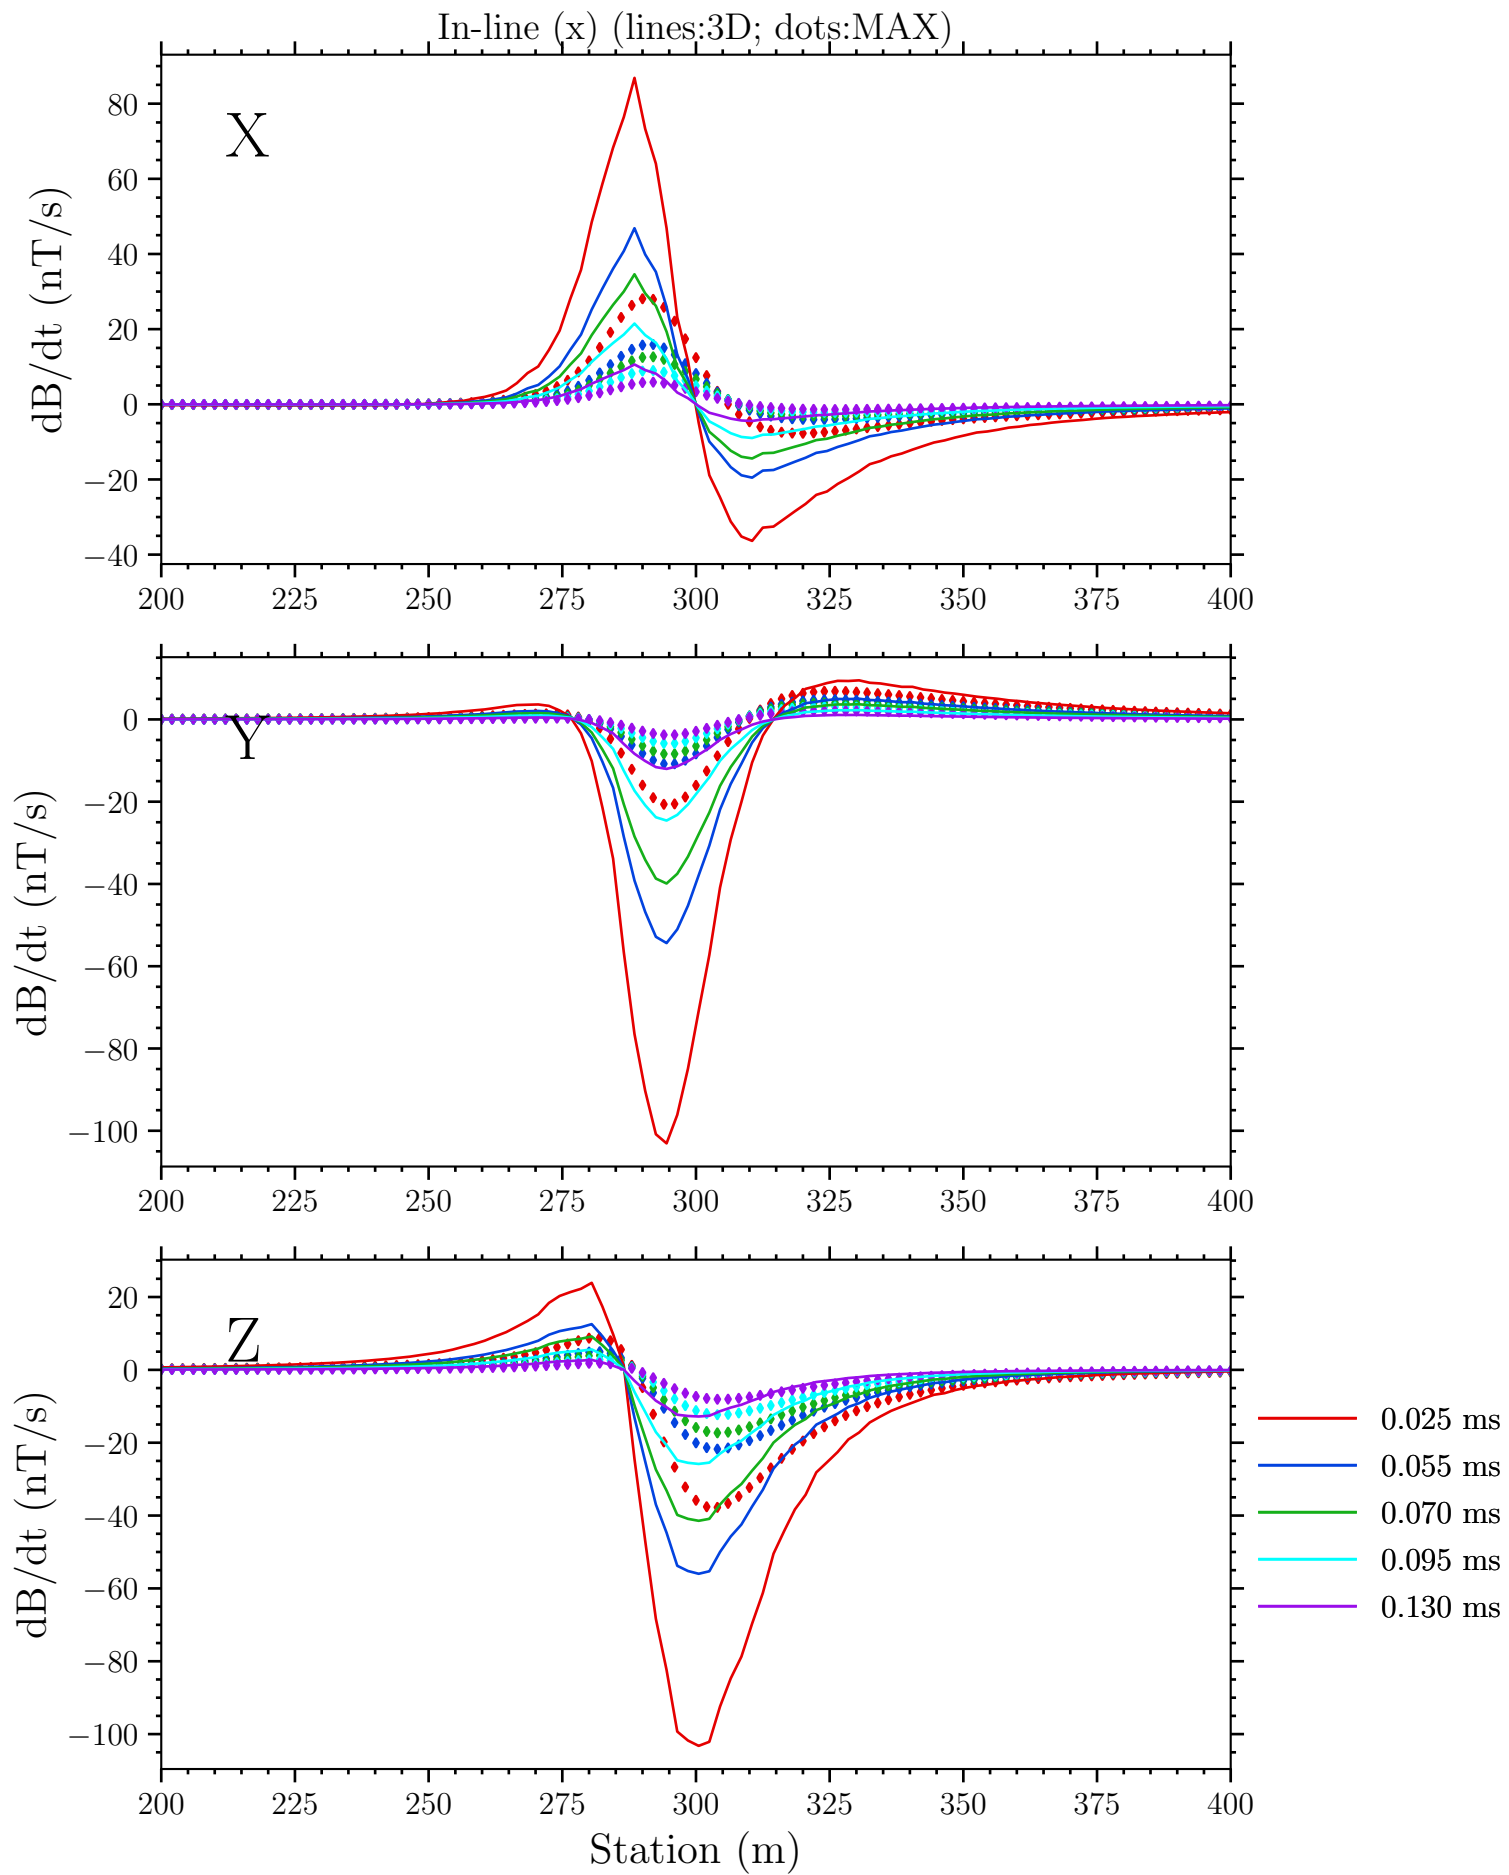 In-line (x) (lines:3D; dots:MAX)
X
dB/dt (nT/s)
80
60
40
20
0
−20
−40
200 225 250 275 300 325 350 375 400
Y
dB/dt (nT/s)
0
−20
−40
−60
−80
−100
200 225 250 275 300 325 350 375 400
Z
dB/dt (nT/s)
20
0
−20
−40
−60
−80
−100
200 225 250 275 300 325 350 375 400
Station (m)
0.025 ms
0.055 ms
0.070 ms
0.095 ms
0.130 ms